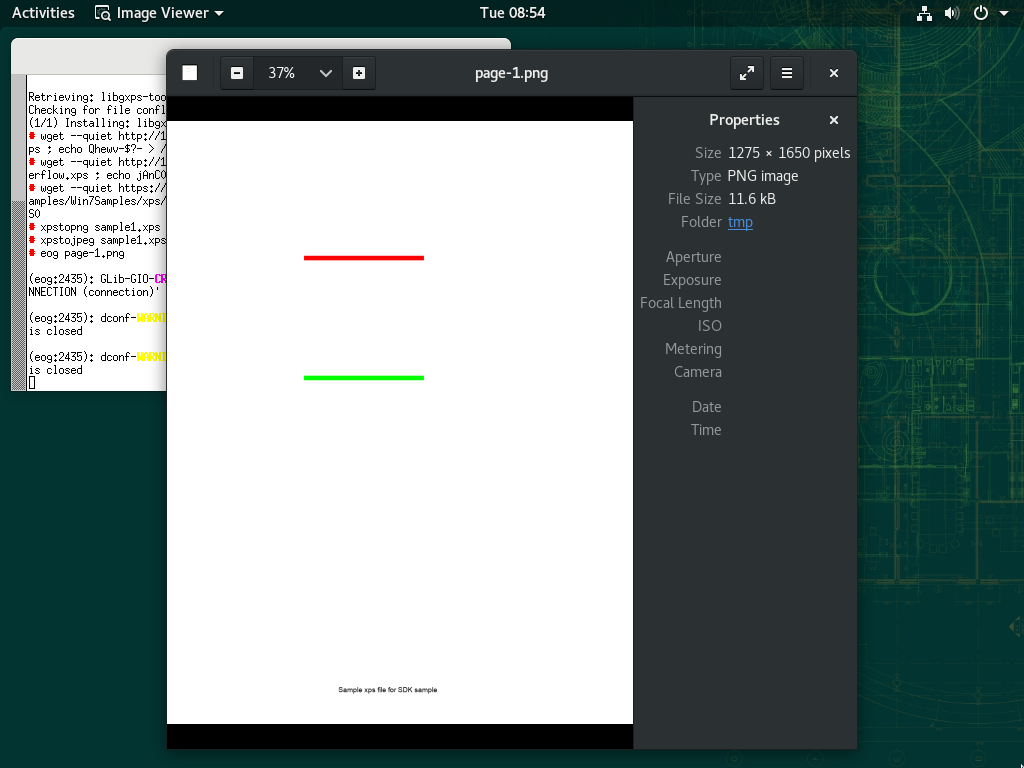 Activities Image Viewer Tue 08:54
37% page-1.png
Retrieving: libgxps-too
Checking for file confl
(1/1) Installing: libgx
# wget --quiet http://1
ps ; echo Qhewv-$?- > /
# wget --quiet http://1
erflow.xps ; echo jAnCO
# wget --quiet https://
amples/Win7Samples/xps/
SO
# xpstopng sample1.xps
# xpstojpeg sample1.xps
# eog page-1.png
(eog:2435): GLib-GIO-CR
NNECTION (connection)'
(eog:2435): dconf-WARNI
is closed
(eog:2435): dconf-WARNI
is closed
Sample xps file for SDK sample
Properties
Size 1275 × 1650 pixels
Type PNG image
File Size 11.6 kB
Folder tmp
Aperture
Exposure
Focal Length
ISO
Metering
Camera
Date
Time